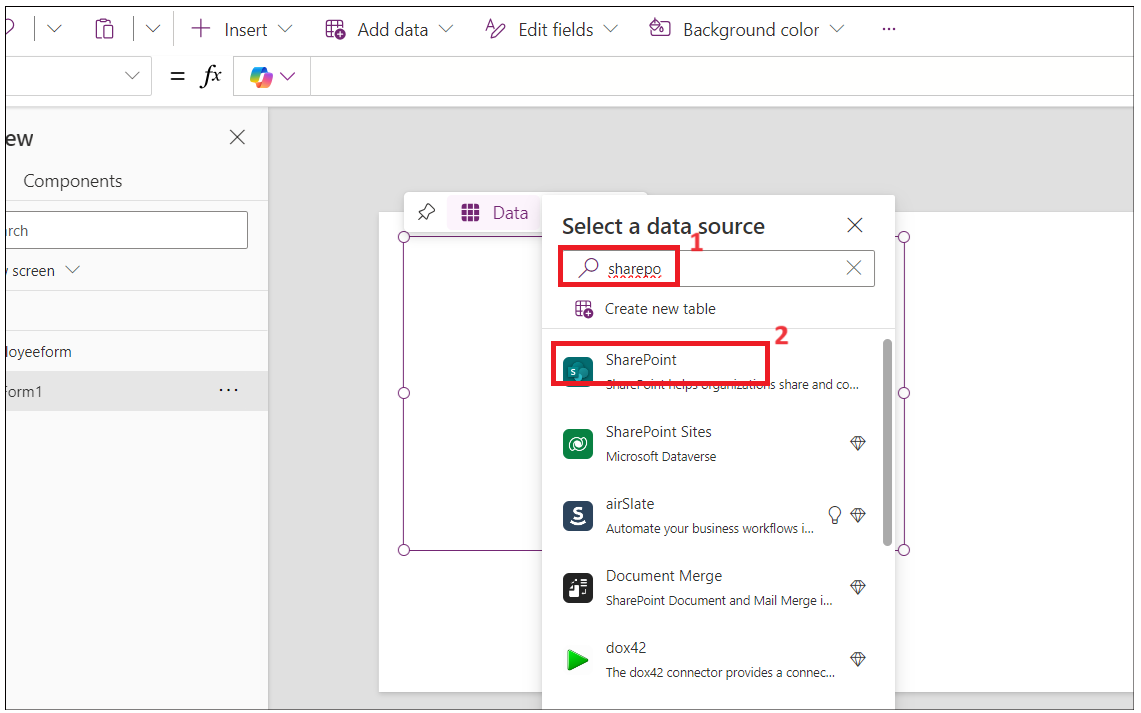 Insert
Add data
Edit fields
Background color
...
= fx
ew
Components
rch
screen
loyeeform
orm1
...
Data
Select a data source
1
sharepo
Create new table
2
SharePoint
SharePoint helps organizations share and co...
SharePoint Sites
Microsoft Dataverse
airSlate
Automate your business workflows i...
Document Merge
SharePoint Document and Mail Merge i...
dox42
The dox42 connector provides a connec...